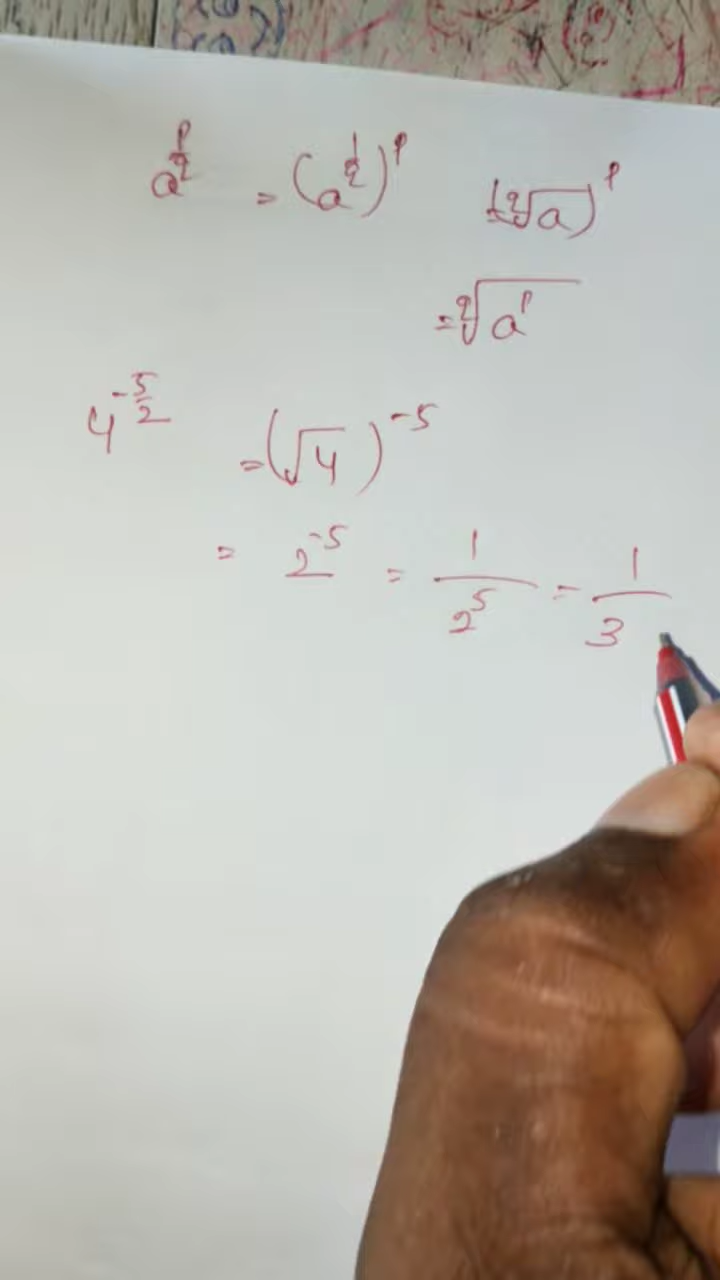 a^(p/q) = (a^(1/q))^p (q√a)^p
= q√(a^p)
4^(-5/2) = (√4)^-5
= 2^-5 = 1/2^5 = 1/3